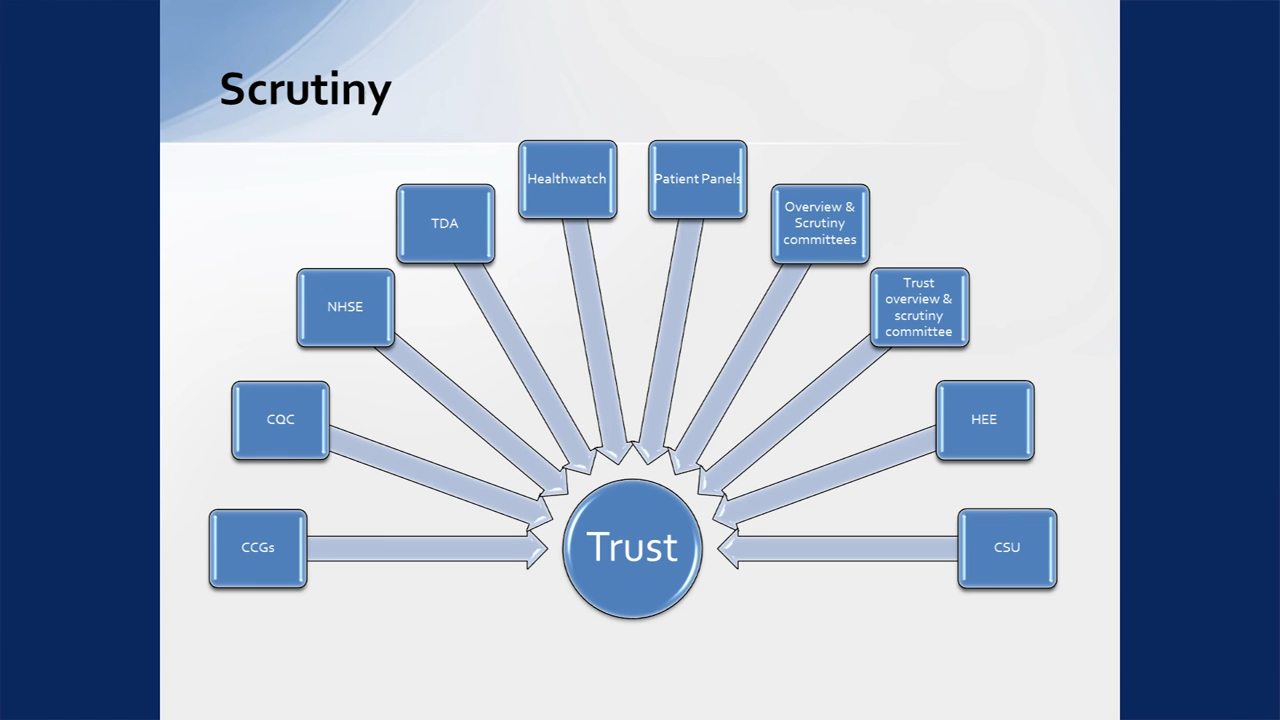 Scrutiny
Healthwatch
Patient Panels
TDA
Overview &
Scrutiny
committees
NHSE
Trust
overview &
scrutiny
committee
CQC
HEE
CCGs
Trust
CSU